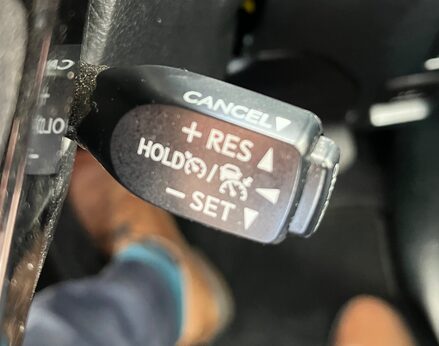 CANCEL▼
+ RES ▲
HOLD /
− SET ▼